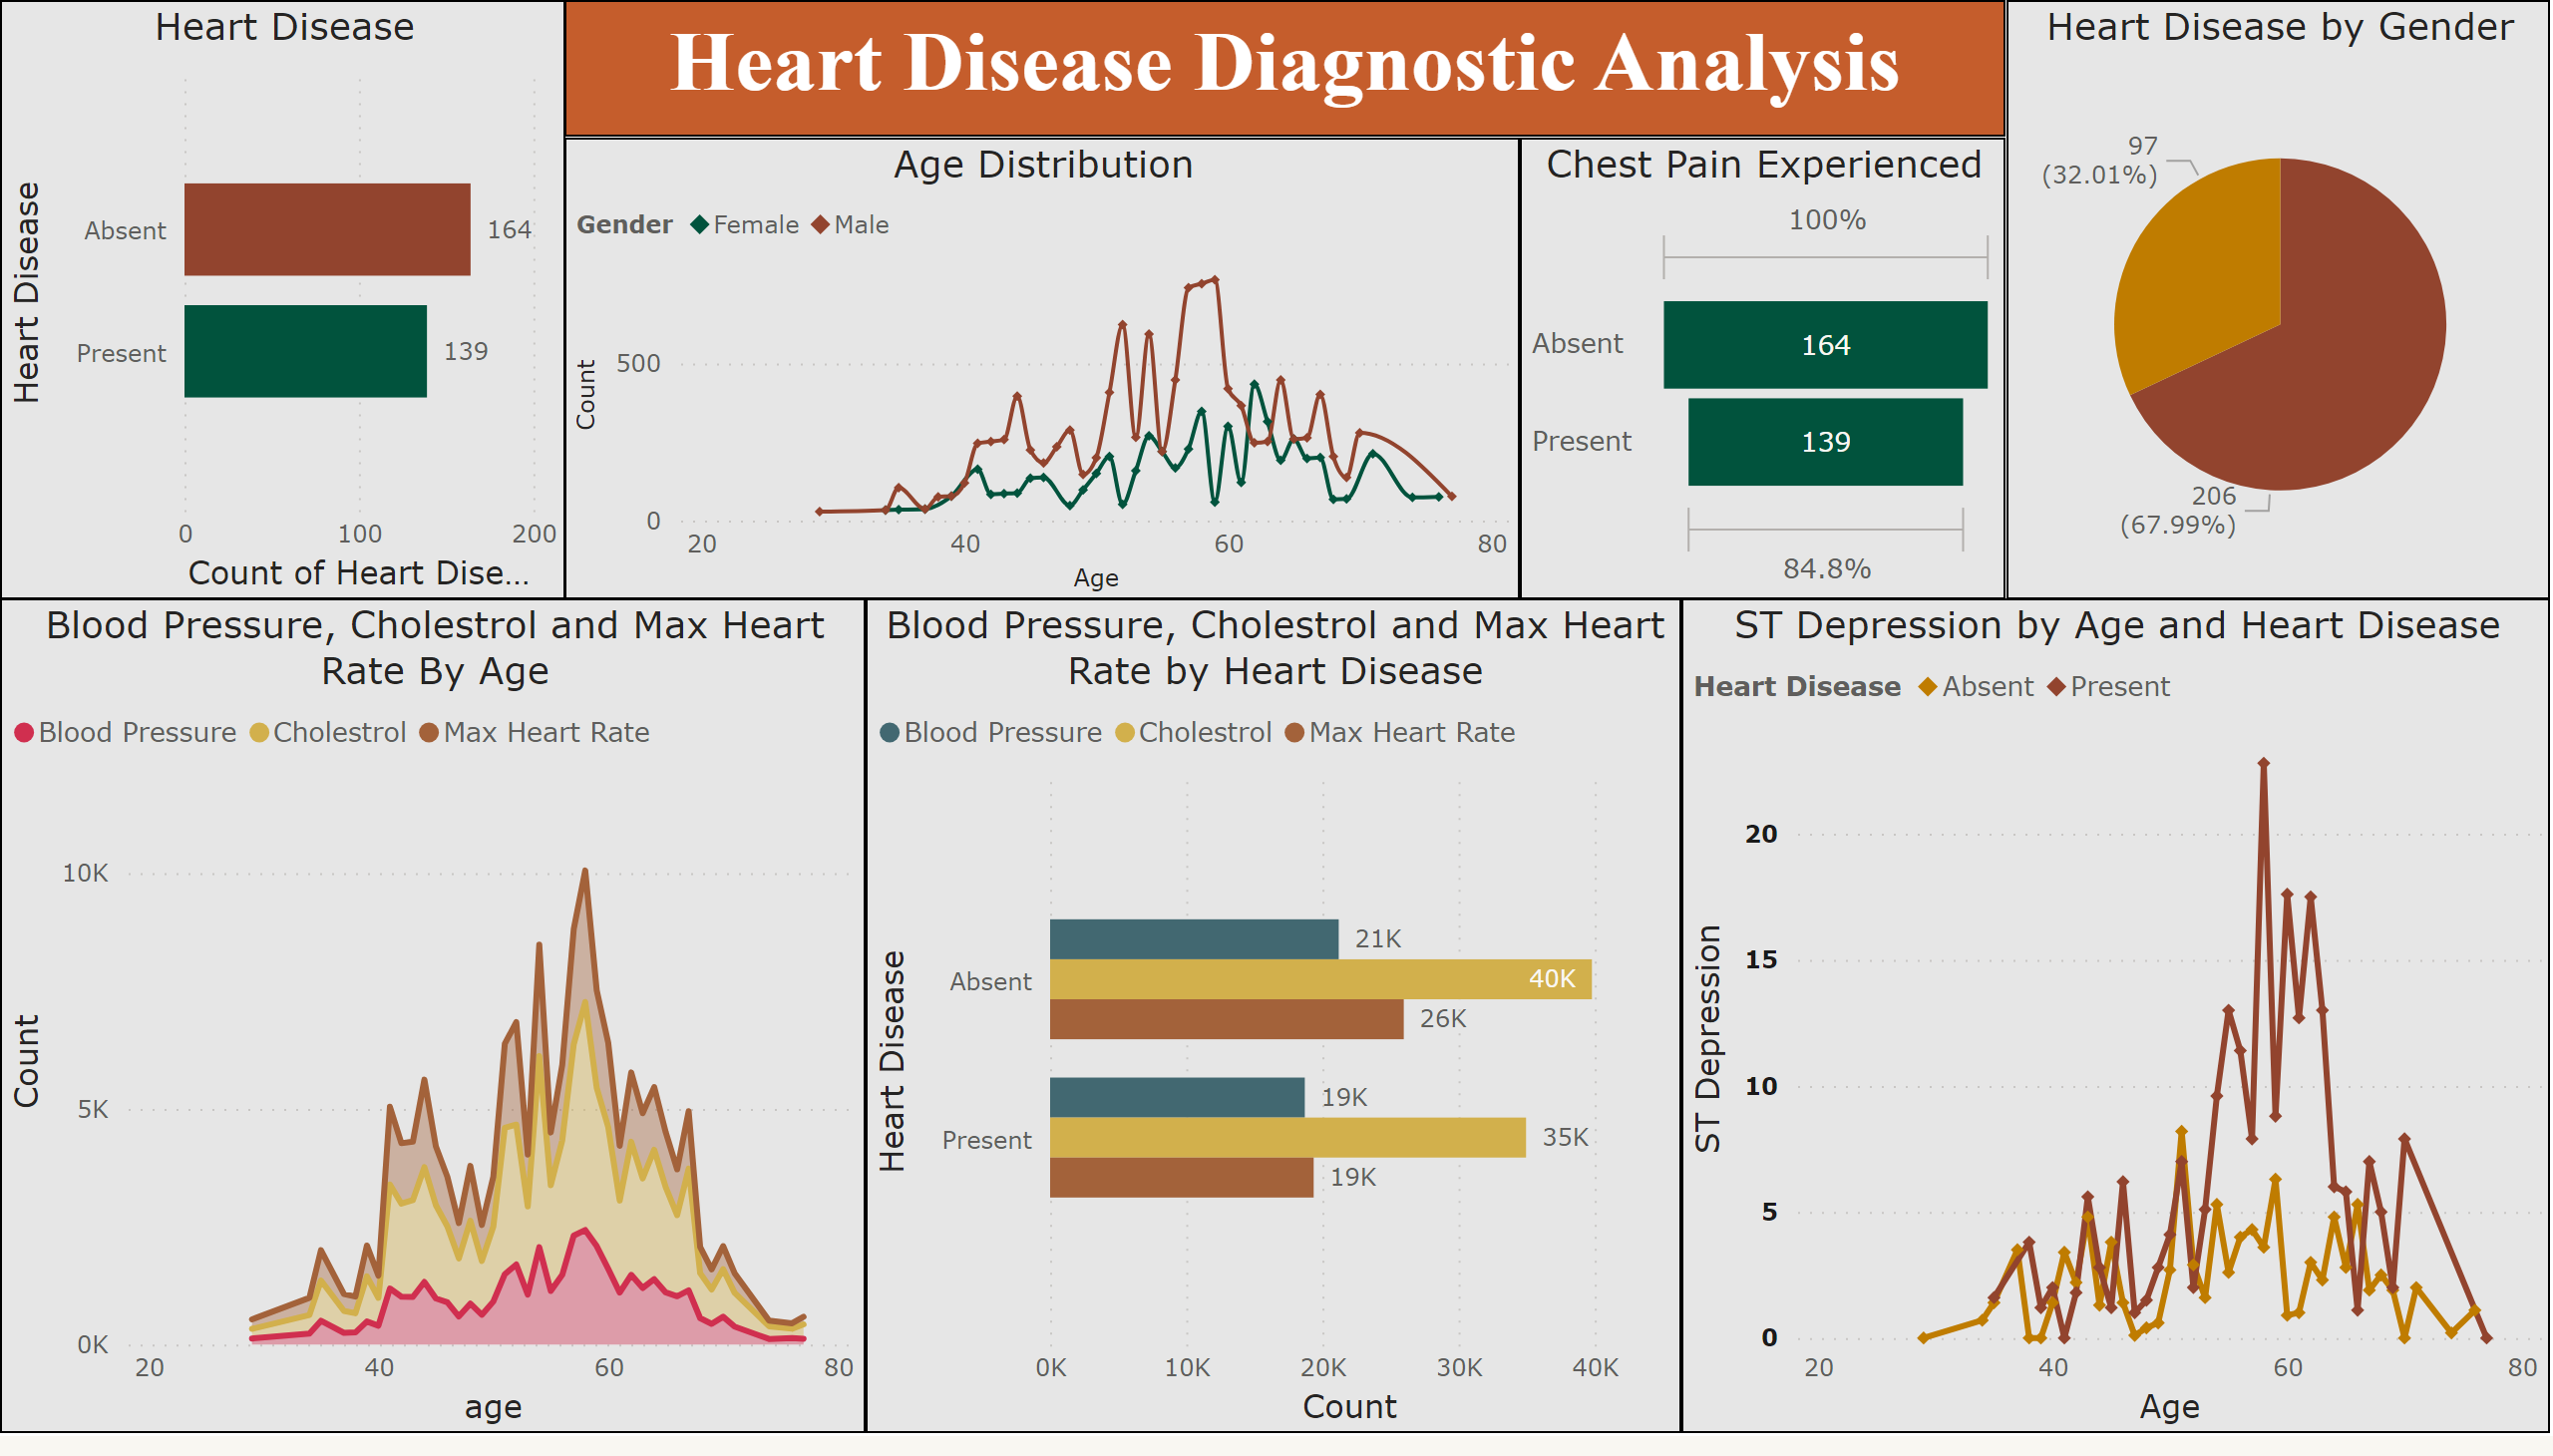 Heart Disease
Heart Disease
Absent
164
Present
139
0
100
200
Count of Heart Dise...
Heart Disease Diagnostic Analysis
Age Distribution
Gender Female Male
Count
500
0
20
40
60
80
Age
Chest Pain Experienced
100%
Absent
164
Present
139
84.8%
Heart Disease by Gender
97
(32.01%)
206
(67.99%)
Blood Pressure, Cholestrol and Max Heart
Rate By Age
Blood Pressure Cholestrol Max Heart Rate
Count
10K
5K
0K
20
40
60
80
age
Blood Pressure, Cholestrol and Max Heart
Rate by Heart Disease
Blood Pressure Cholestrol Max Heart Rate
Heart Disease
Absent
21K
40K
26K
Present
19K
35K
19K
0K
10K
20K
30K
40K
Count
ST Depression by Age and Heart Disease
Heart Disease Absent Present
ST Depression
20
15
10
5
0
20
40
60
80
Age